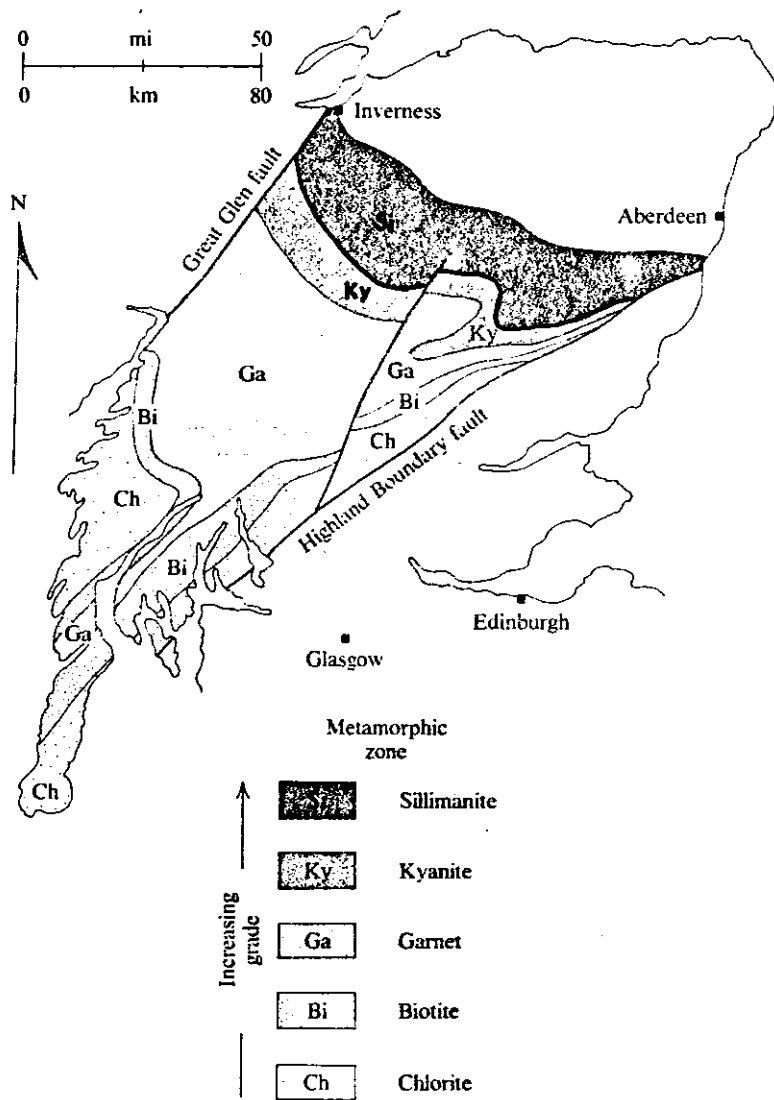 0 mi 50
0 km 80
Inverness
Great Glen fault
N
Aberdeen
Si
Ky
Ky
Ga
Ga
Bi
Bi
Ch
Ch
Highland Boundary fault
Bi
Ga
Edinburgh
Glasgow
Ch
Metamorphic
zone
Sillimanite
Ky Kyanite
Increasing
grade
Ga Garnet
Bi Biotite
Ch Chlorite